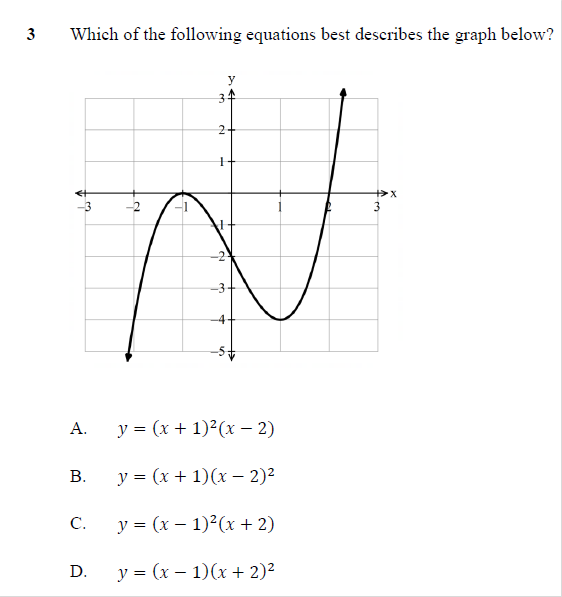 3 Which of the following equations best describes the graph below?
y
3
2
1
x
-3 -2 -1 1 2 3
-1
-2
-3
-4
-5
A. y = (x + 1)²(x − 2)
B. y = (x + 1)(x − 2)²
C. y = (x − 1)²(x + 2)
D. y = (x − 1)(x + 2)²